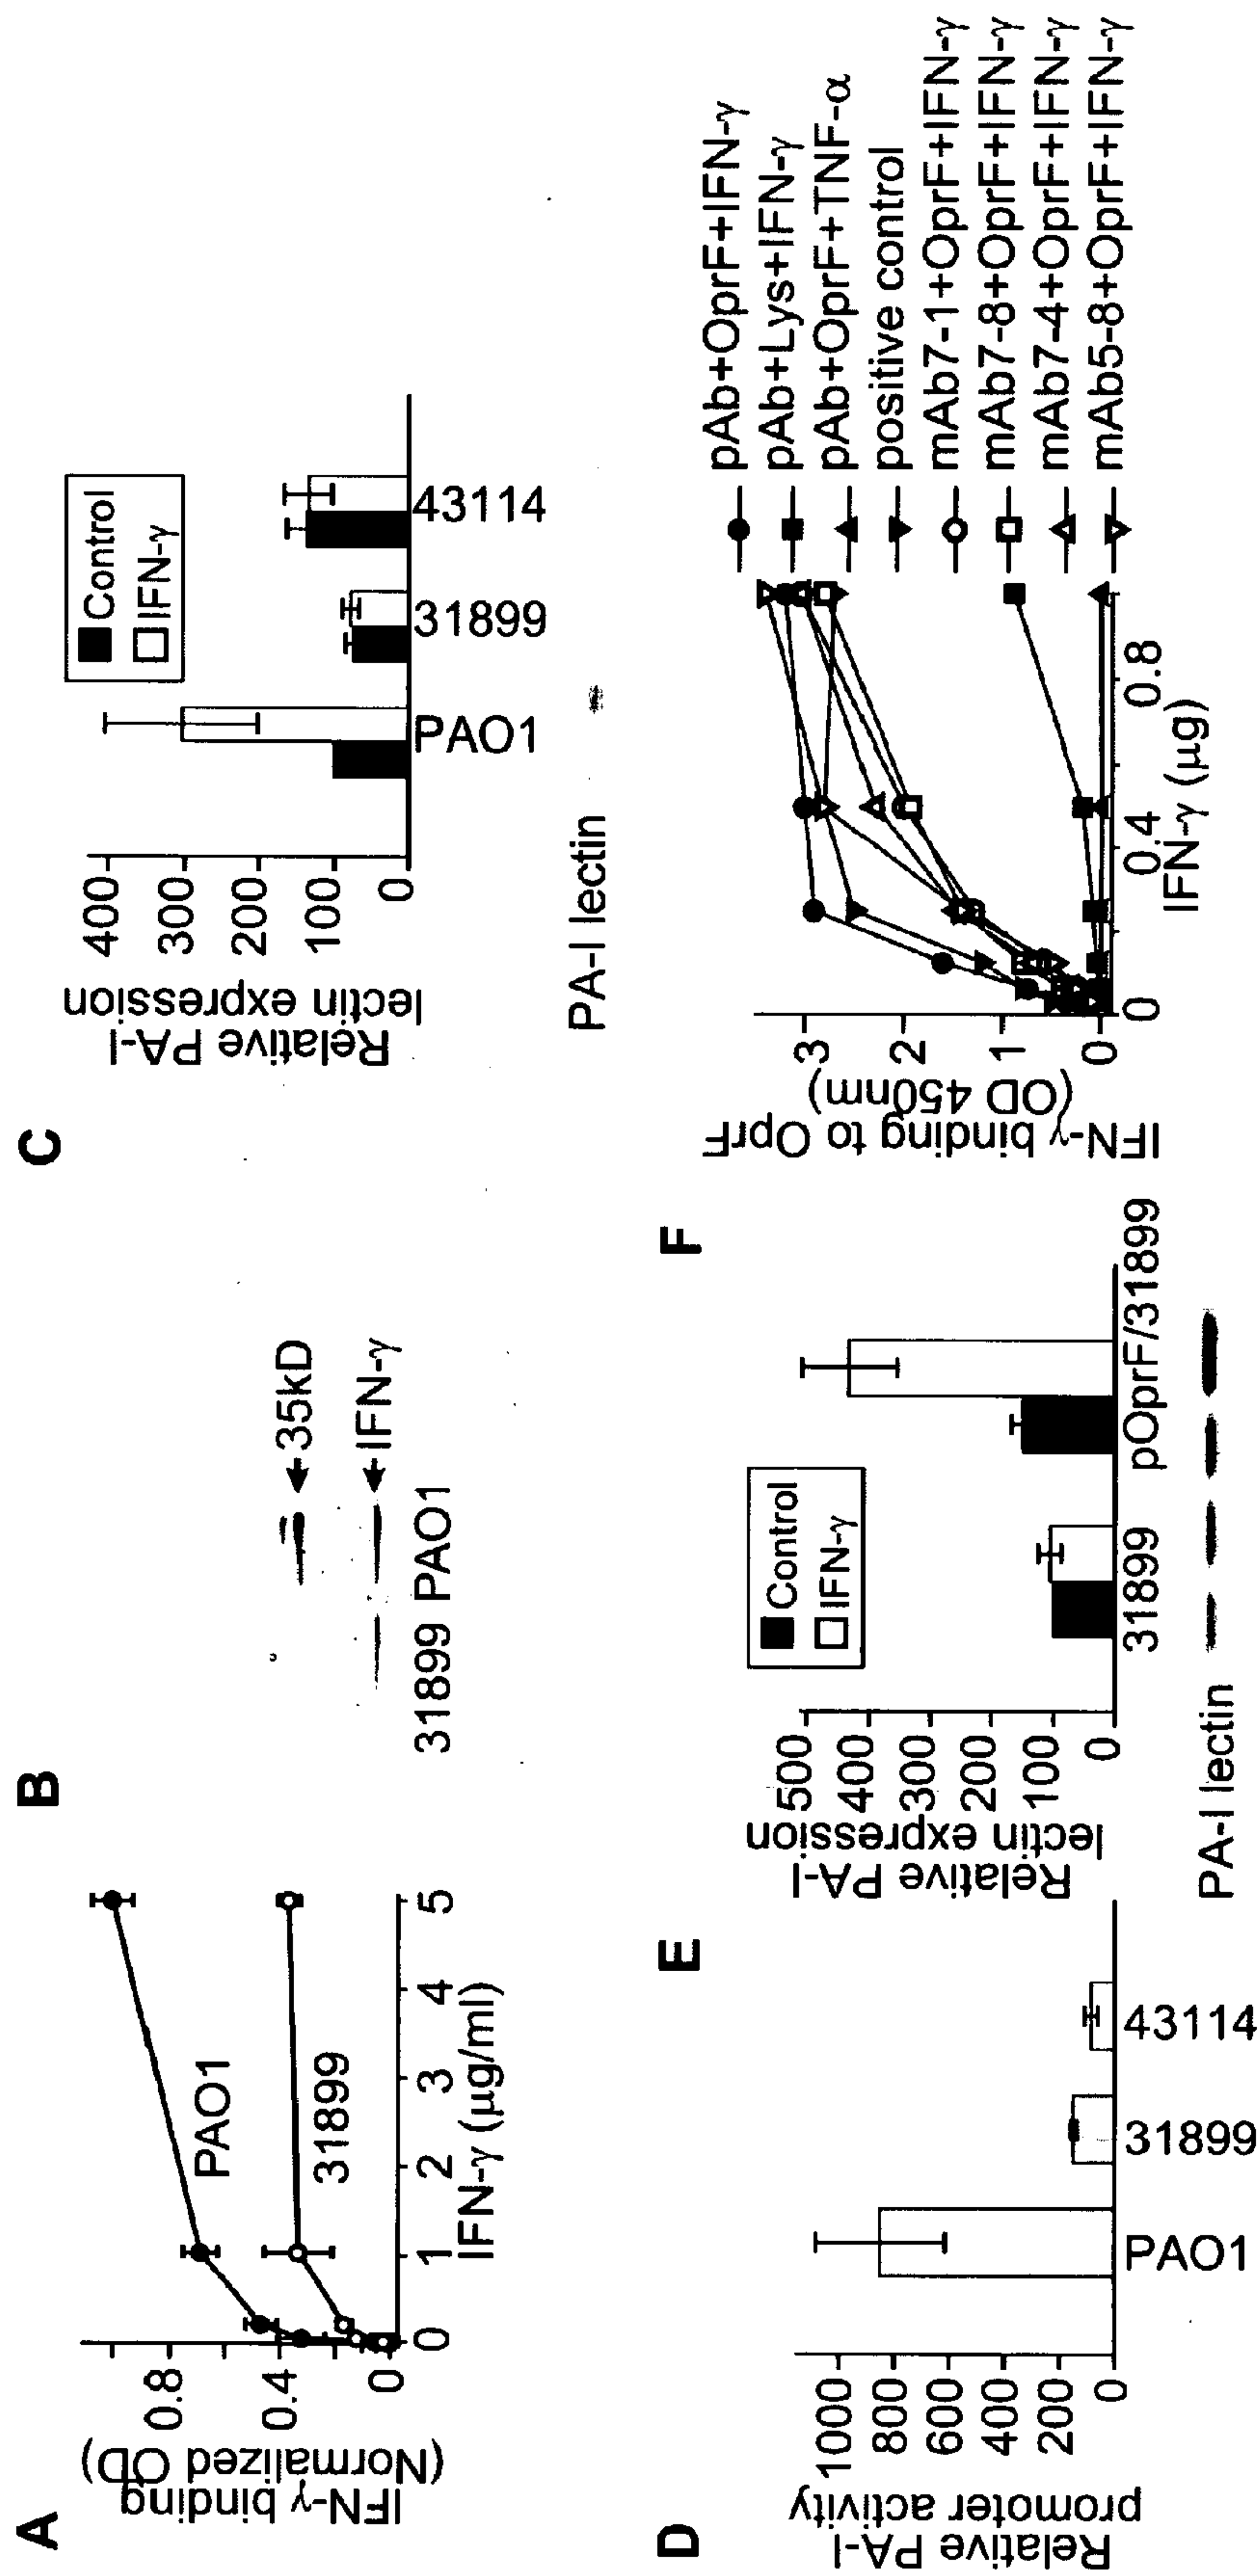 A
IFN-γ binding
(Normalized OD)
0.8
0.4
0
PAO1
31899
0 1 2 3 4 5
IFN-γ (μg/ml)
B
35kD
IFN-γ
31899 PAO1
C
Relative PA-I
lectin expression
400
300
200
100
0
Control
IFN-γ
PAO1 31899 43114
PA-I lectin
D
Relative PA-I
promoter activity
1000
800
600
400
200
0
PAO1 31899 43114
E
Relative PA-I
lectin expression
500
400
300
200
100
0
Control
IFN-γ
31899 pOprF/31899
PA-I lectin
F
IFN-γ binding to OprF
(OD 450nm)
3
2
1
0
0 0.4 0.8
IFN-γ (μg)
pAb+OprF+IFN-γ
pAb+Lys+IFN-γ
pAb+OprF+TNF-α
positive control
mAb7-1+OprF+IFN-γ
mAb7-8+OprF+IFN-γ
mAb7-4+OprF+IFN-γ
mAb5-8+OprF+IFN-γ